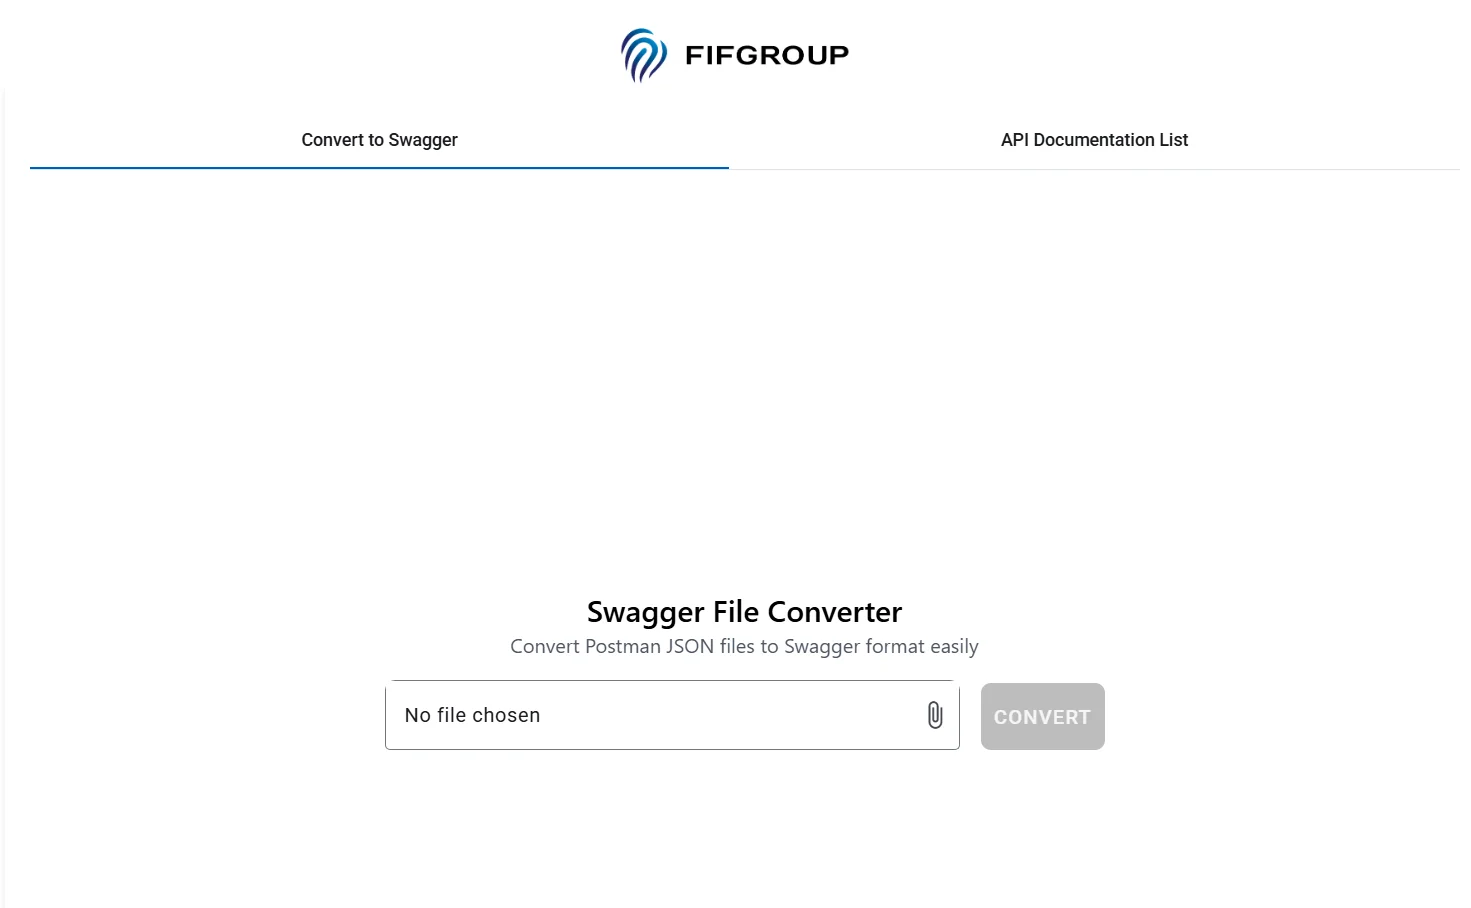 FIFGROUP
Convert to Swagger
API Documentation List
Swagger File Converter
Convert Postman JSON files to Swagger format easily
No file chosen
CONVERT